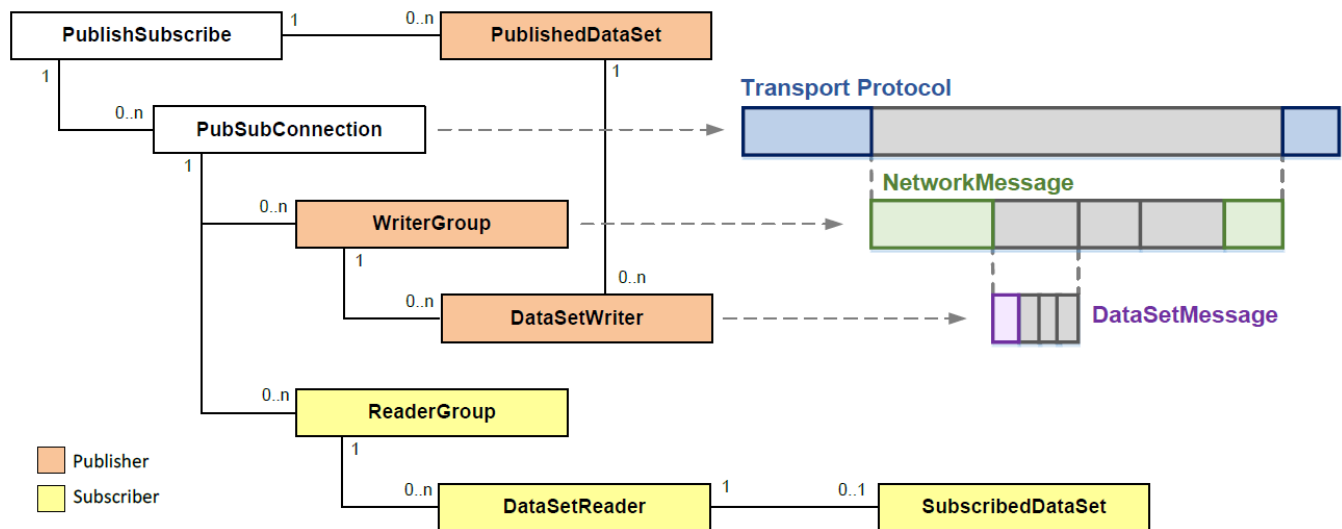 PublishSubscribe
1
0..n
PublishedDataSet
1
1
0..n
PubSubConnection
1
Transport Protocol
NetworkMessage
0..n
WriterGroup
1
0..n
0..n
DataSetWriter
DataSetMessage
0..n
ReaderGroup
1
Publisher
Subscriber
0..n
DataSetReader
1
0..1
SubscribedDataSet